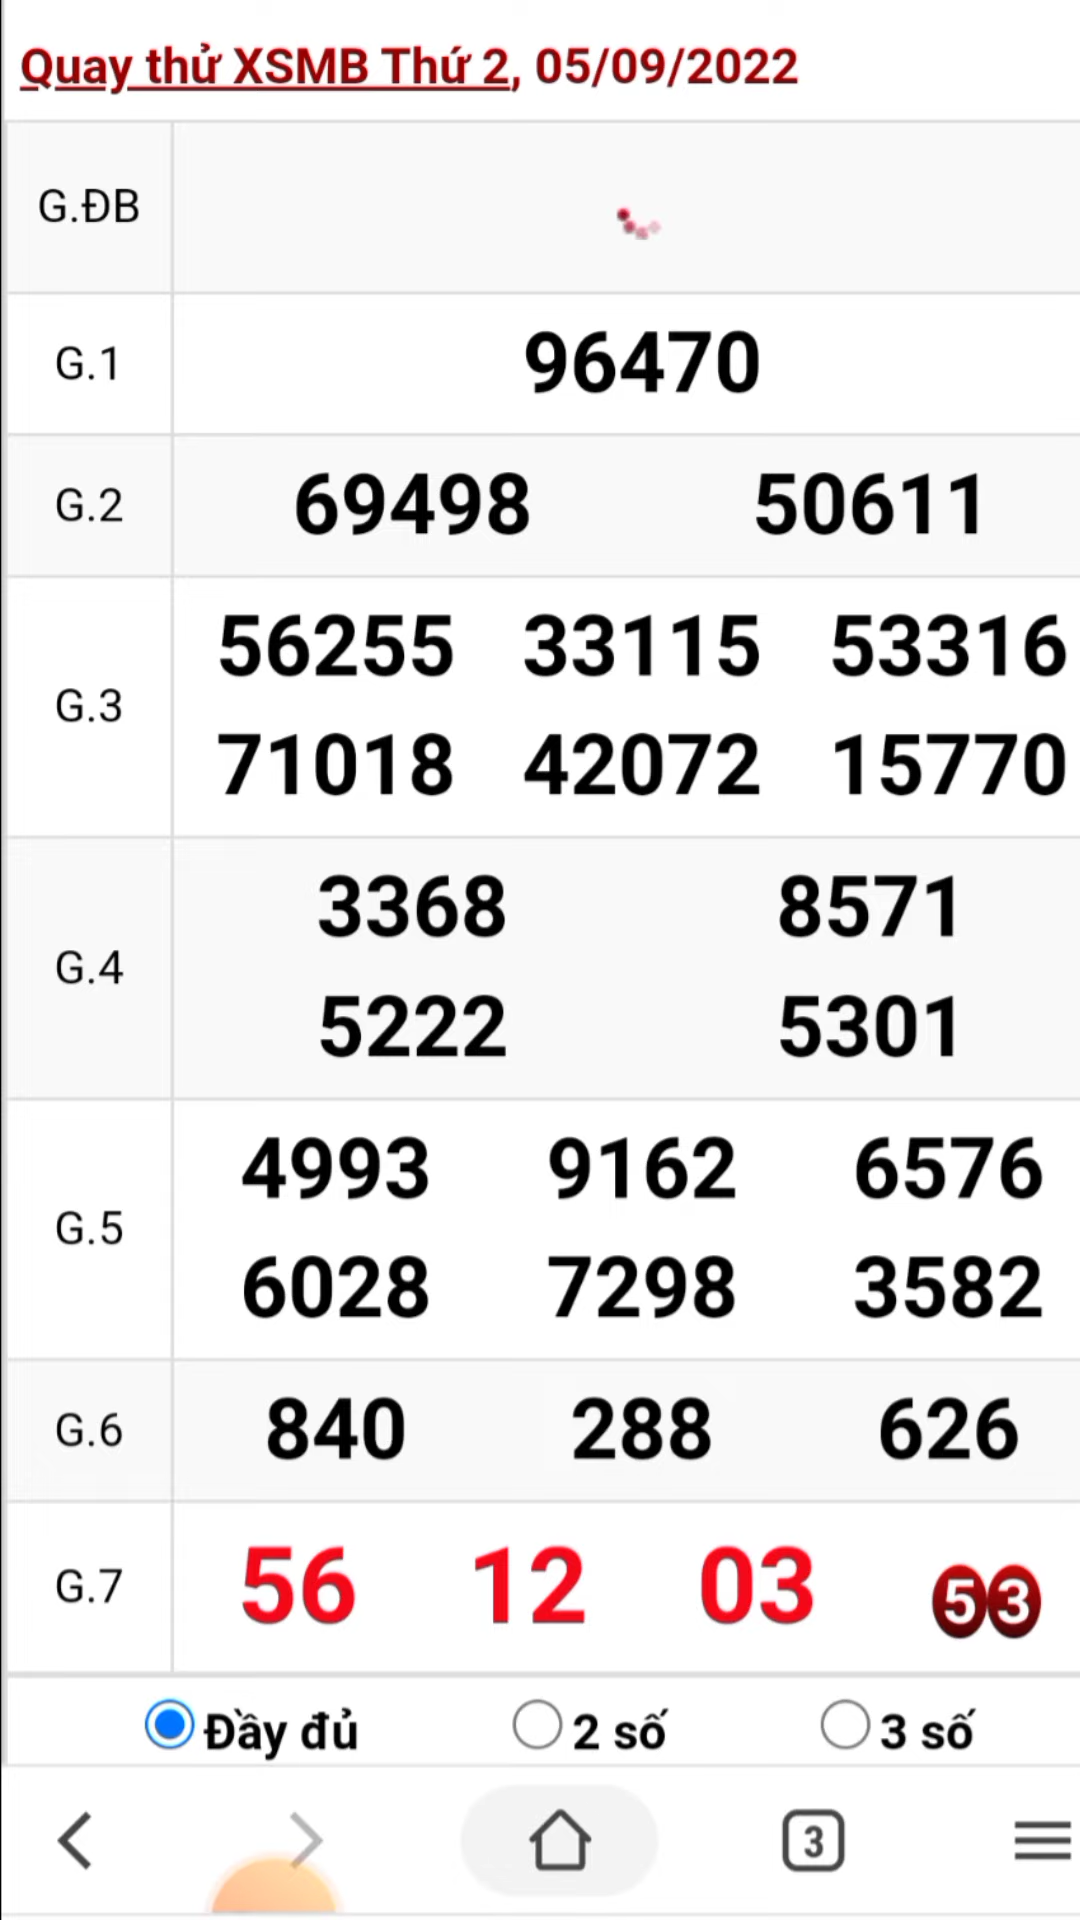 Quay thử XSMB Thứ 2, 05/09/2022
G.ĐB
G.1 96470
G.2 69498 50611
G.3 56255 33115 53316
71018 42072 15770
G.4 3368 8571
5222 5301
G.5 4993 9162 6576
6028 7298 3582
G.6 840 288 626
G.7 56 12 03 53
Đầy đủ 2 số 3 số
3